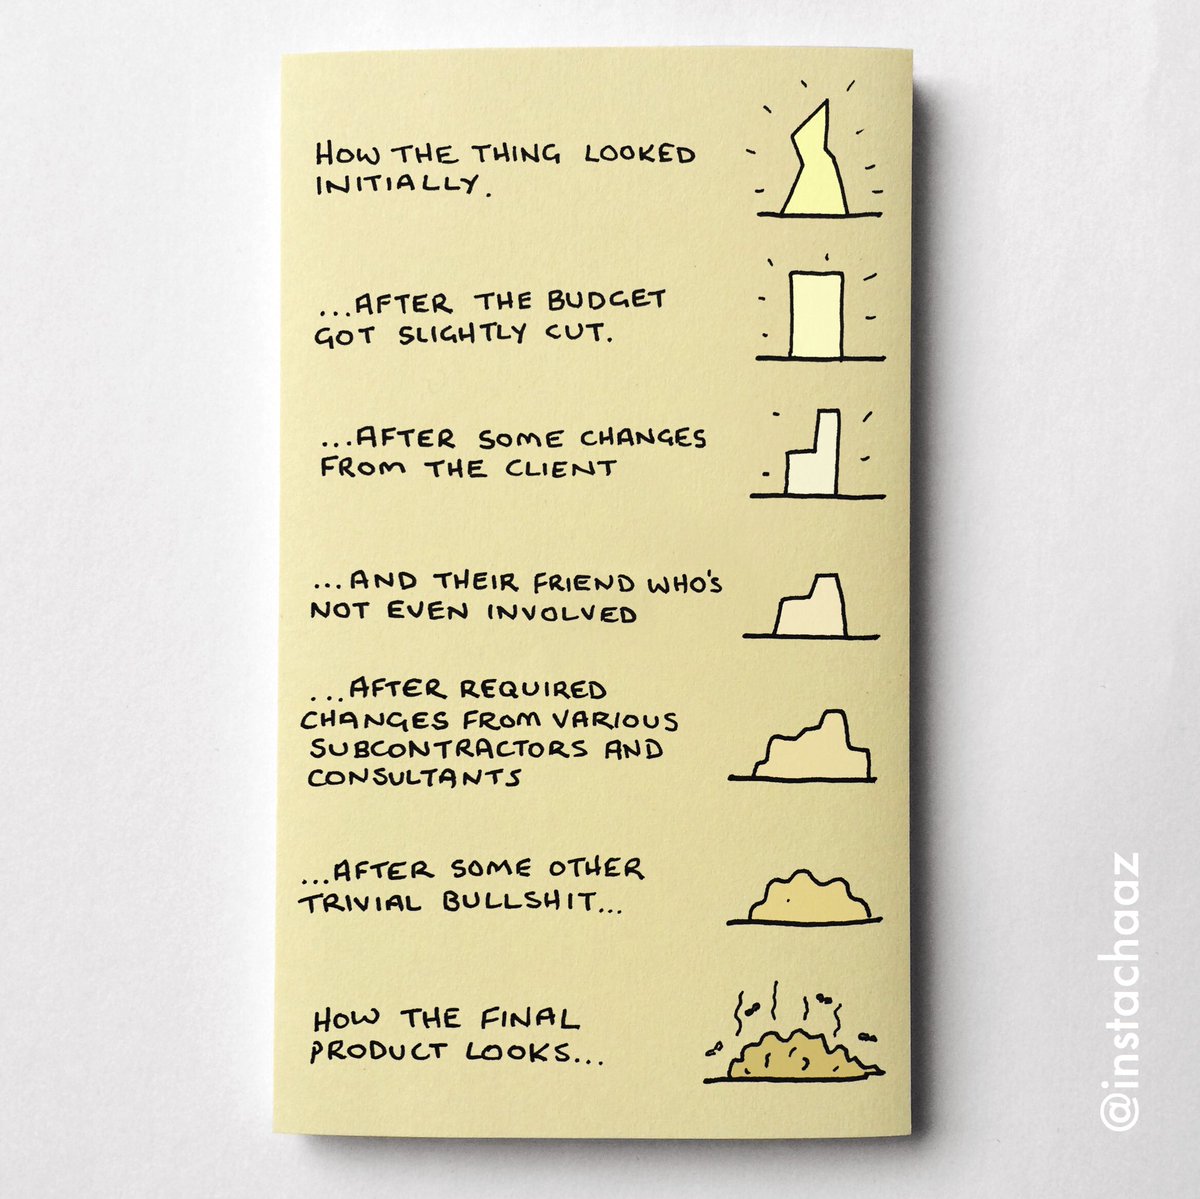 HOW THE THING LOOKED
INITIALLY.
...AFTER THE BUDGET
GOT SLIGHTLY CUT.
...AFTER SOME CHANGES
FROM THE CLIENT
...AND THEIR FRIEND WHO'S
NOT EVEN INVOLVED
...AFTER REQUIRED
CHANGES FROM VARIOUS
SUBCONTRACTORS AND
CONSULTANTS
...AFTER SOME OTHER
TRIVIAL BULLSHIT...
HOW THE FINAL
PRODUCT LOOKS...
@instachaaz